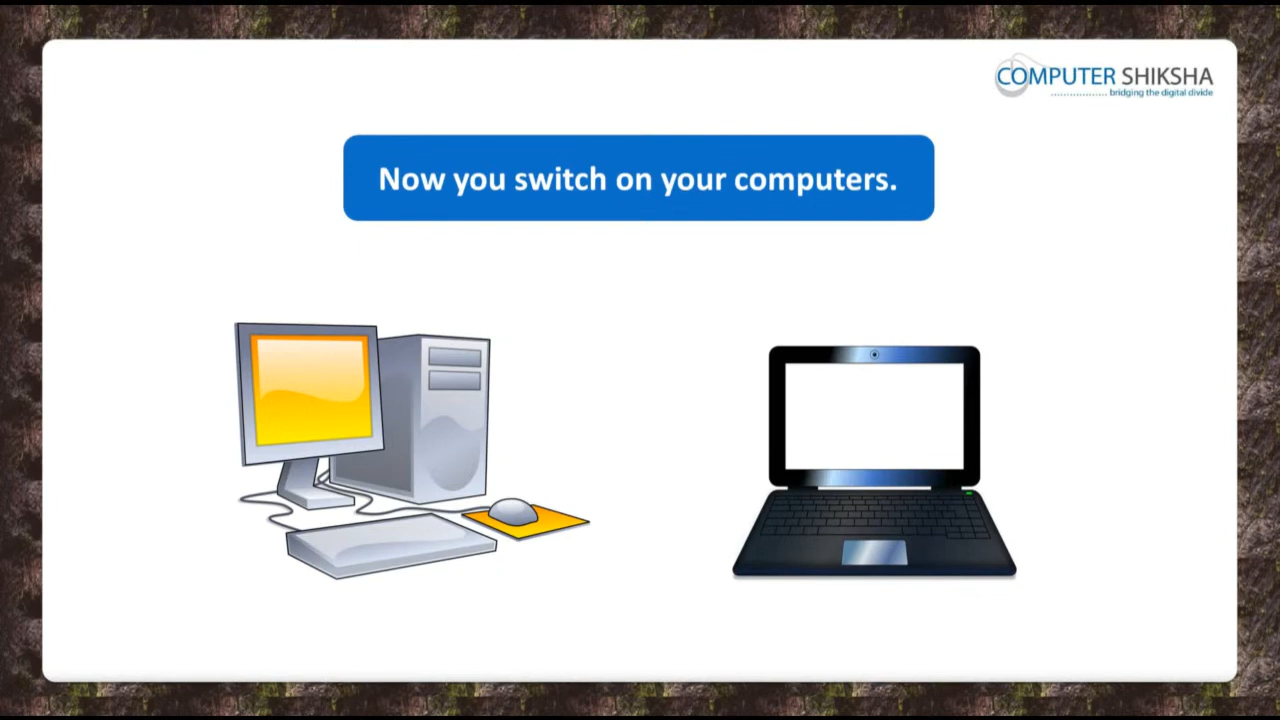 COMPUTER SHIKSHA
bridging the digital divide
Now you switch on your computers.